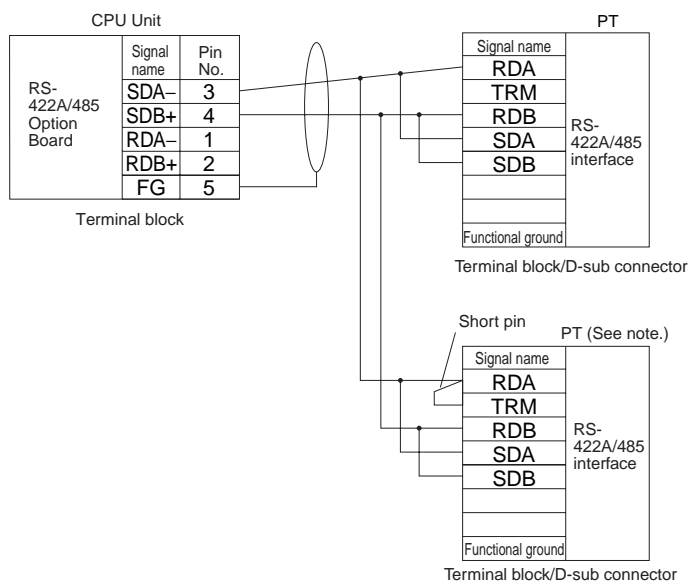 CPU Unit
RS-
422A/485
Option
Board
Signal
name
Pin
No.
SDA– 3
SDB+ 4
RDA– 1
RDB+ 2
FG 5
Terminal block
PT
Signal name
RDA
TRM
RDB
SDA
SDB
Functional ground
RS-
422A/485
interface
Terminal block/D-sub connector
Short pin
PT (See note.)
Signal name
RDA
TRM
RDB
SDA
SDB
Functional ground
RS-
422A/485
interface
Terminal block/D-sub connector